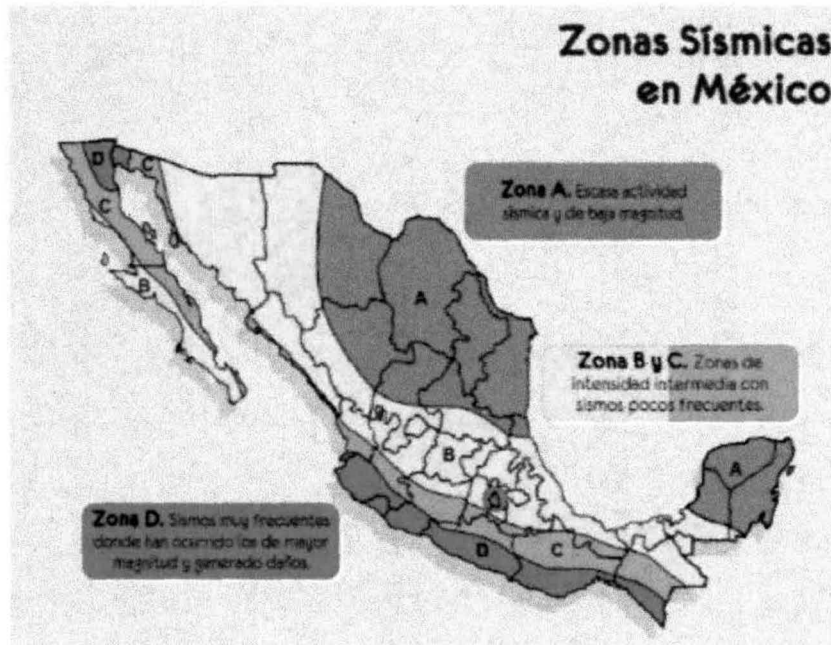 Zonas Sísmicas
en México
D
C
C
B
A
Zona A. Escasa actividad
sísmica y de baja magnitud.
Zona B y C. Zonas de
intensidad intermedia con
sismos pocos frecuentes.
B
A
Zona D. Sismos muy frecuentes
donde han ocurrido los de mayor
magnitud y generado daños.
D
C